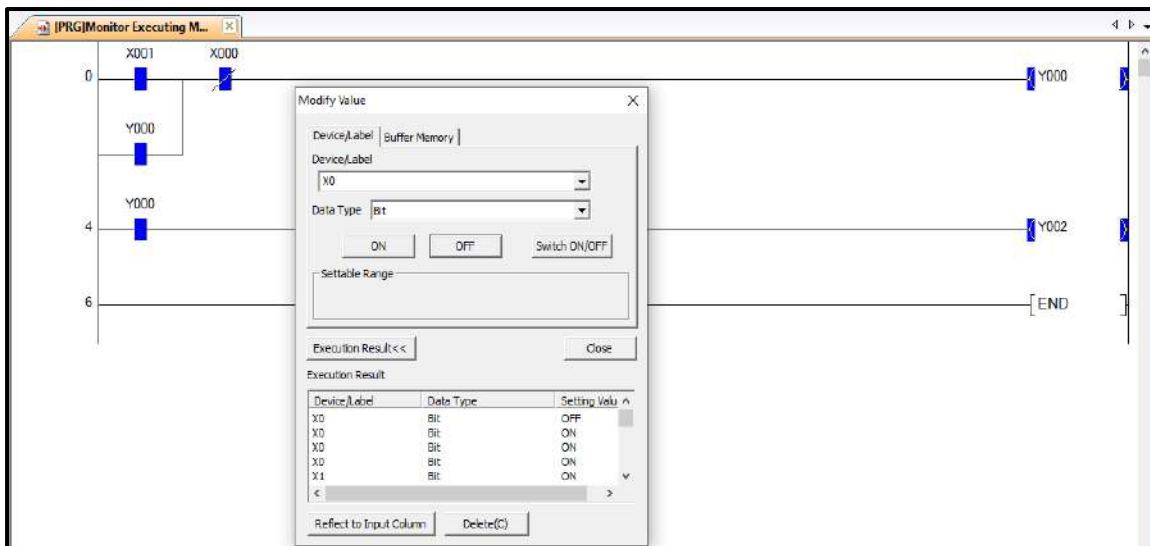 [PRG]Monitor Executing M...
X001 X000
0 Y000
Modify Value
Y000
Device/Label Buffer Memory
Device/Label
X0
Y000
Data Type Bit
4 Y002
ON OFF Switch ON/OFF
Settable Range
6 END
Execution Result<< Close
Execution Result
Device/Label Data Type Setting Valu
X0 Bit OFF
X0 Bit ON
X0 Bit ON
X0 Bit ON
X1 Bit ON
Reflect to Input Column Delete(C)